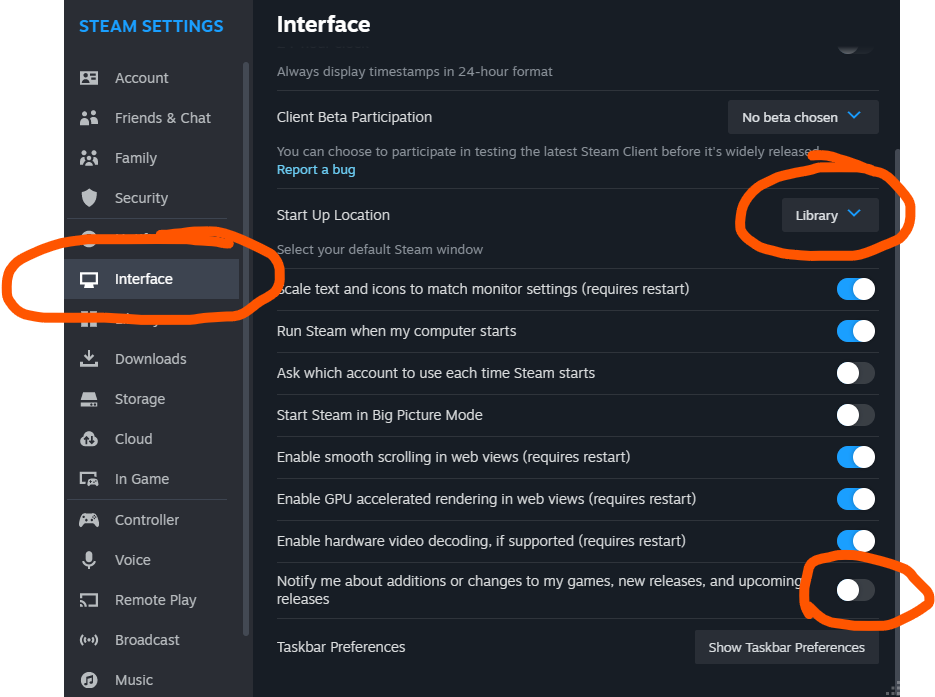 STEAM SETTINGS
Account
Friends & Chat
Family
Security
Interface
Downloads
Storage
Cloud
In Game
Controller
Voice
Remote Play
Broadcast
Music
Interface
Always display timestamps in 24-hour format
Client Beta Participation
No beta chosen
You can choose to participate in testing the latest Steam Client before it's widely released
Report a bug
Start Up Location
Library
Select your default Steam window
Scale text and icons to match monitor settings (requires restart)
Run Steam when my computer starts
Ask which account to use each time Steam starts
Start Steam in Big Picture Mode
Enable smooth scrolling in web views (requires restart)
Enable GPU accelerated rendering in web views (requires restart)
Enable hardware video decoding, if supported (requires restart)
Notify me about additions or changes to my games, new releases, and upcoming
releases
Taskbar Preferences
Show Taskbar Preferences